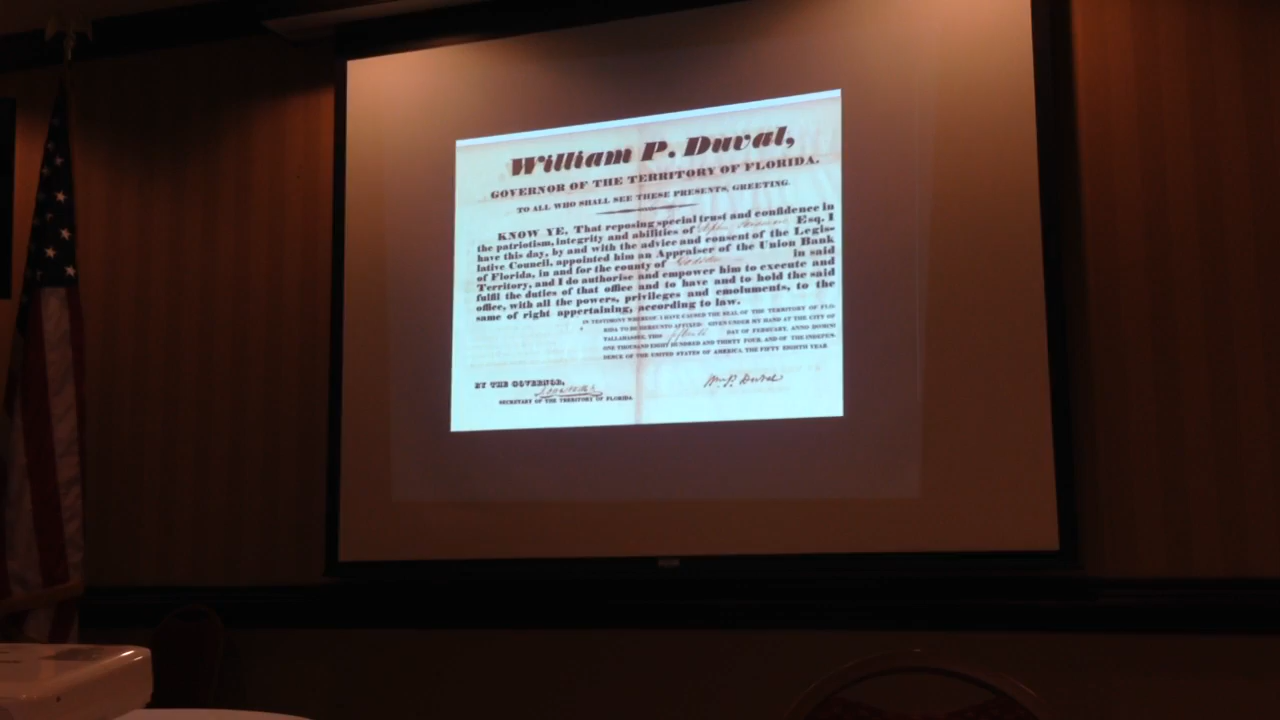 William P. Duval,
GOVERNOR OF THE TERRITORY OF FLORIDA.
TO ALL WHO SHALL SEE THESE PRESENTS, GREETING.
KNOW YE, That reposing special trust and confidence in
the patriotism, integrity and abilities of Esq. I
have this day, by and with the advice and consent of the Legis-
lative Council, appointed him an Appraiser of the Union Bank
of Florida, in and for the county of in said
Territory, and I do authorise and empower him to execute and
fulfil the duties of that office and to have and to hold the said
office, with all the powers, privileges and emoluments, to the
same of right appertaining, according to law.
IN TESTIMONY WHEREOF, I HAVE CAUSED THE SEAL OF THE TERRITORY OF FLO-
RIDA TO BE HEREUNTO AFFIXED. GIVEN UNDER MY HAND AT THE CITY OF
TALLAHASSEE, THIS fifteenth DAY OF FEBRUARY, ANNO DOMINI
ONE THOUSAND EIGHT HUNDRED AND THIRTY FOUR, AND OF THE INDEPEN-
DENCE OF THE UNITED STATES OF AMERICA, THE FIFTY EIGHTH YEAR
Wm. P. Duval
BY THE GOVERNOR,
SECRETARY OF THE TERRITORY OF FLORIDA.